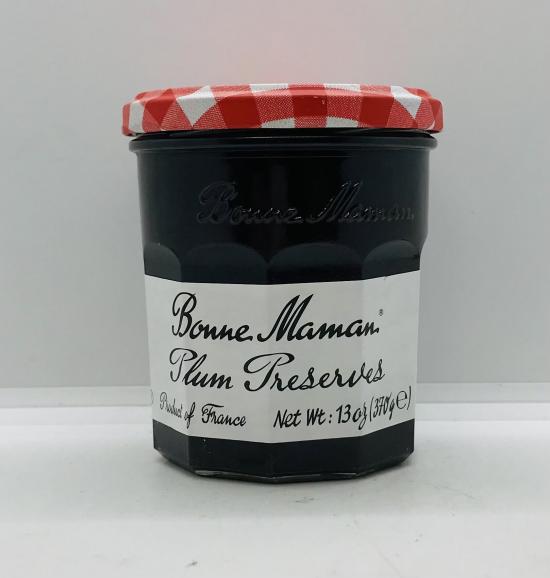 Bonne Maman
Bonne Maman®
Plum Preserves
Product of France Net Wt: 13 oz (370g ℮)